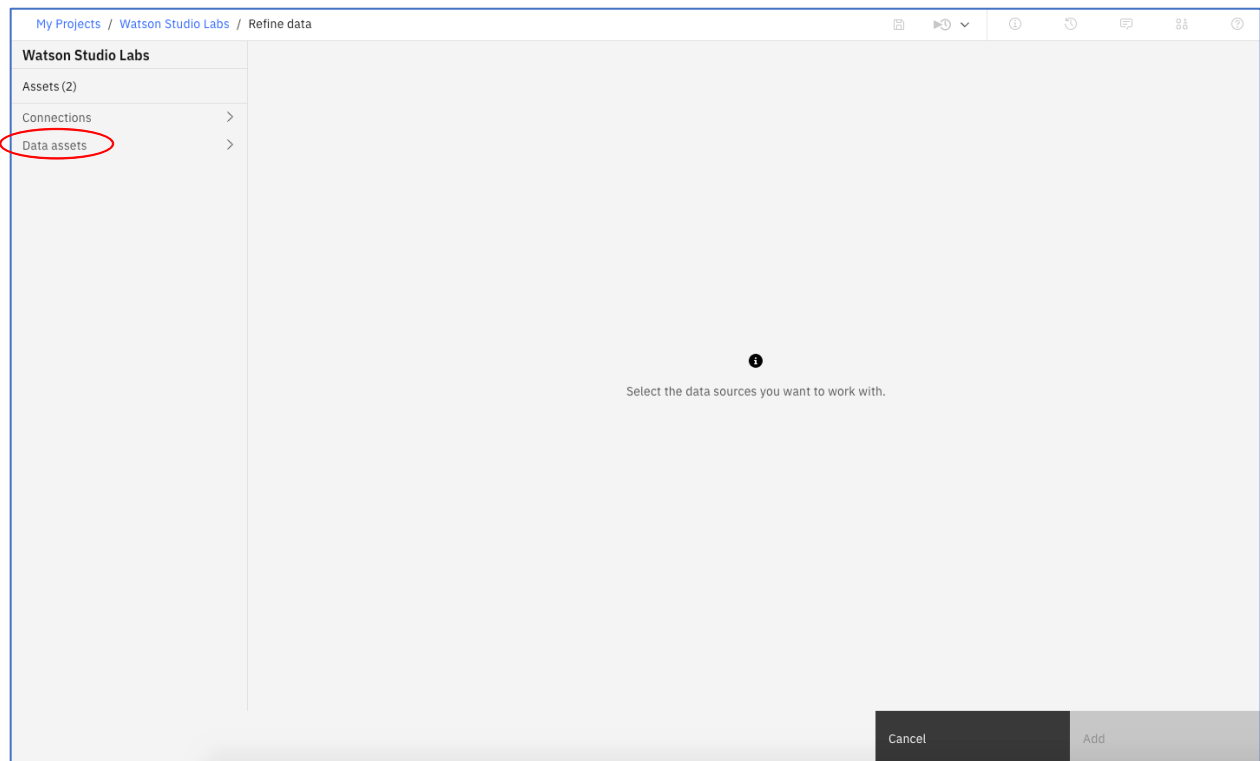 My Projects / Watson Studio Labs / Refine data
Watson Studio Labs
Assets (2)
Connections
Data assets
Select the data sources you want to work with.
Cancel
Add